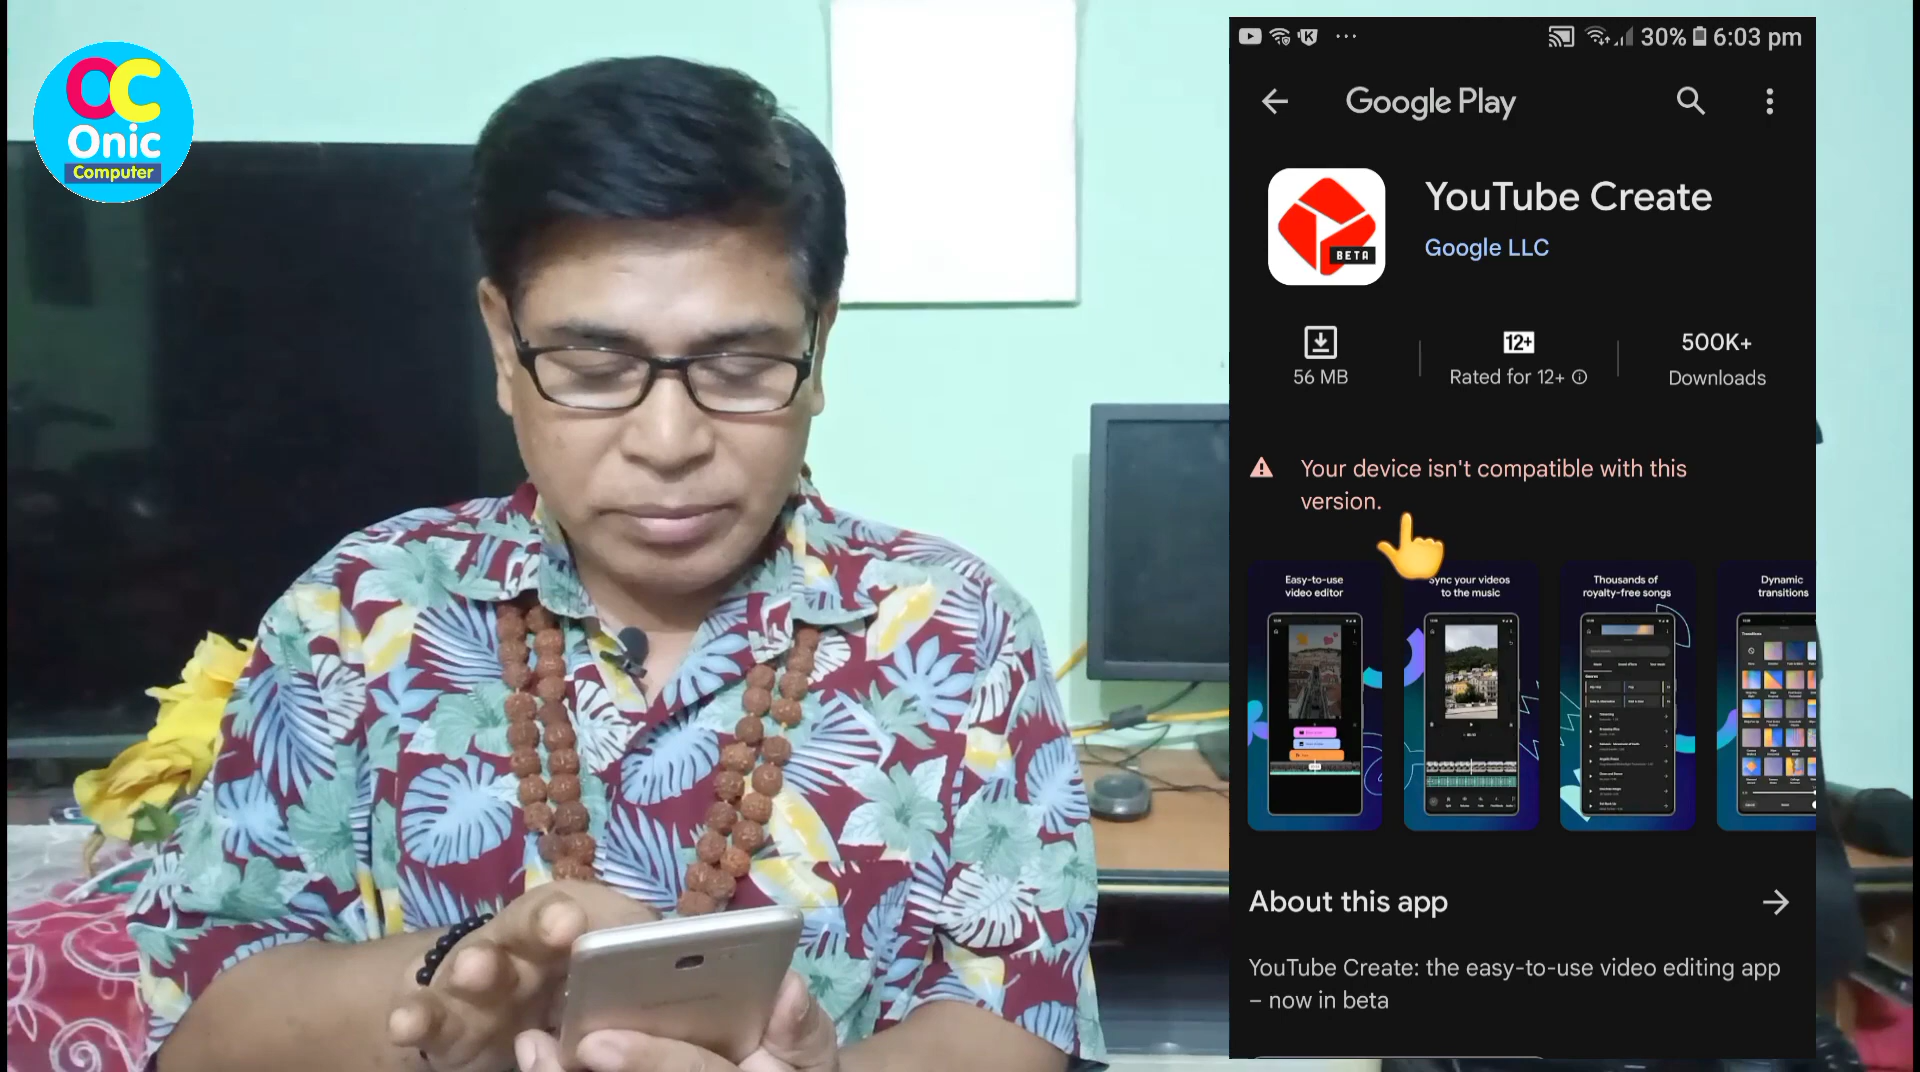 OC
Onic
Computer
30% 6:03 pm
Google Play
YouTube Create
Google LLC
BETA
56 MB
12+
Rated for 12+
500K+
Downloads
Your device isn't compatible with this
version.
Easy-to-use
video editor
Sync your videos
to the music
Thousands of
royalty-free songs
Dynamic
transitions
About this app
YouTube Create: the easy-to-use video editing app
– now in beta